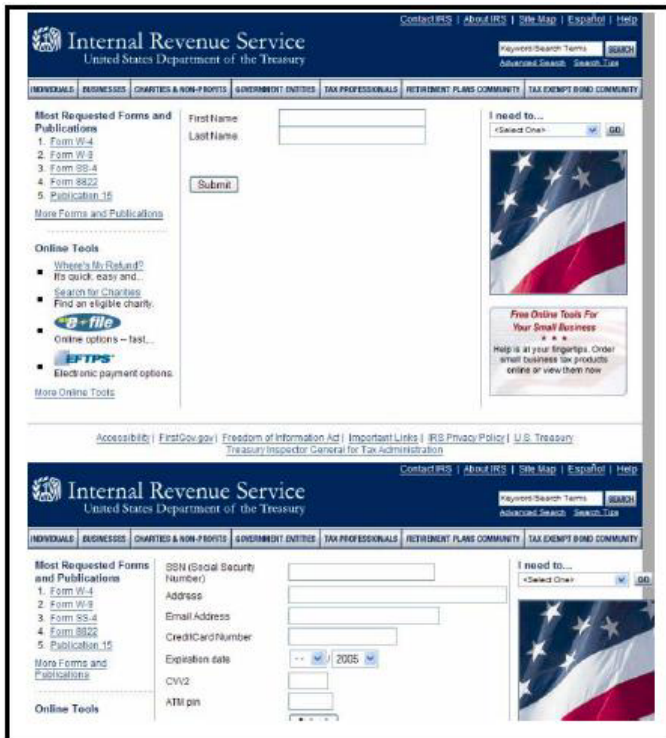 Contact IRS | About IRS | Site Map | Español | Help
Internal Revenue Service
United States Department of the Treasury
Keyword/Search Terms SEARCH
Advanced Search Search Tips
INDIVIDUALS BUSINESSES CHARITIES & NON-PROFITS GOVERNMENT ENTITIES TAX PROFESSIONALS RETIREMENT PLANS COMMUNITY TAX EXEMPT BOND COMMUNITY
Most Requested Forms and
Publications
1. Form W-4
2. Form W-9
3. Form SS-4
4. Form 8822
5. Publication 15
More Forms and Publications
Online Tools
Where's My Refund?
It's quick, easy and...
Search for Charities
Find an eligible charity.
e-file
Online options -- fast,...
EFTPS
Electronic payment options.
More Online Tools
First Name
Last Name
Submit
I need to...
<Select One> GO
Free Online Tools For
Your Small Business
Help is at your fingertips. Order
small business tax products
online or view them now
Accessibility | FirstGov.gov | Freedom of Information Act | Important Links | IRS Privacy Policy | U.S. Treasury
Treasury Inspector General for Tax Administration
Contact IRS | About IRS | Site Map | Español | Help
Internal Revenue Service
United States Department of the Treasury
Keyword/Search Terms SEARCH
Advanced Search Search Tips
INDIVIDUALS BUSINESSES CHARITIES & NON-PROFITS GOVERNMENT ENTITIES TAX PROFESSIONALS RETIREMENT PLANS COMMUNITY TAX EXEMPT BOND COMMUNITY
Most Requested Forms
and Publications
1. Form W-4
2. Form W-9
3. Form SS-4
4. Form 8822
5. Publication 15
More Forms and
Publications
Online Tools
SSN (Social Security
Number)
Address
Email Address
CreditCard Number
Expiration date -- / 2005
CVV2
ATM pin
I need to...
<Select One> GO